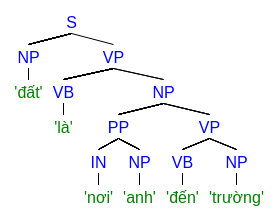 S
NP VP
'đất' VB NP
'là' PP VP
IN NP VB NP
'nơi' 'anh' 'đến' 'trường'